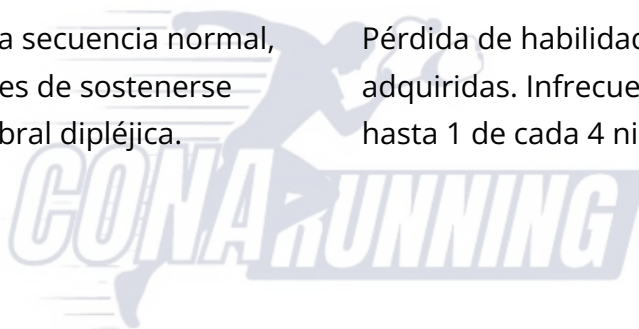 a secuencia normal,
es de sostenerse
bral dipléjica.
Pérdida de habilidad
adquiridas. Infrecue
hasta 1 de cada 4 ni
CONARUNNING